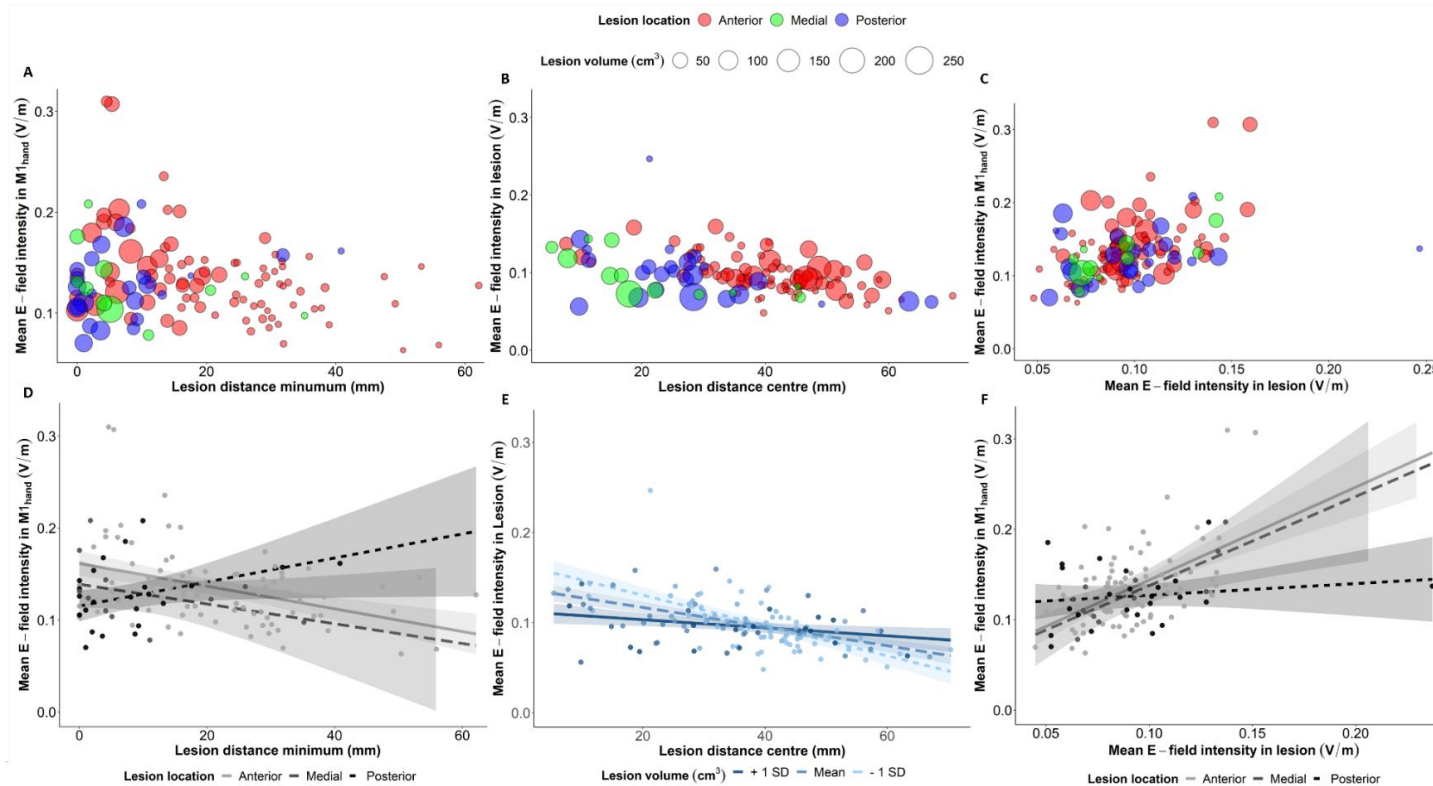 Lesion location Anterior Medial Posterior
Lesion volume (cm³) 50 100 150 200 250
A
Mean E−field intensity in M1hand (V/m)
0.3
0.2
0.1
0 20 40 60
Lesion distance minumum (mm)
B
Mean E−field intensity in lesion (V/m)
0.3
0.2
0.1
0.0
0 20 40 60
Lesion distance centre (mm)
C
Mean E−field intensity in M1hand (V/m)
0.3
0.2
0.1
0.0
0.05 0.10 0.15 0.20 0.25
Mean E−field intensity in lesion (V/m)
D
Mean E−field intensity in M1hand (V/m)
0.3
0.2
0.1
0.0
0 20 40 60
Lesion distance minimum (mm)
Lesion location Anterior Medial Posterior
E
Mean E−field intensity in Lesion (V/m)
0.3
0.2
0.1
0.0
0 20 40 60
Lesion distance centre (mm)
Lesion volume (cm³) + 1 SD Mean - 1 SD
F
Mean E−field intensity in M1hand (V/m)
0.3
0.2
0.1
0.0
0.05 0.10 0.15 0.20
Mean E−field intensity in lesion (V/m)
Lesion location Anterior Medial Posterior